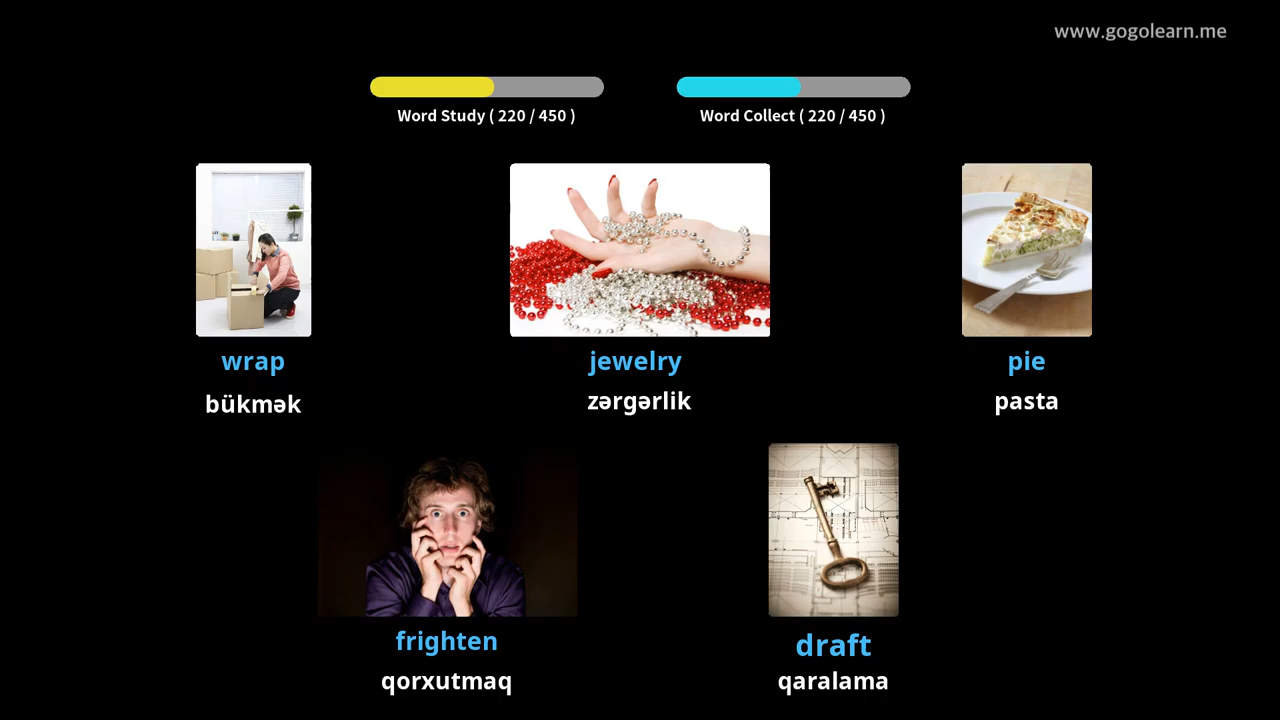 www.gogolearn.me
Word Study ( 220 / 450 )
Word Collect ( 220 / 450 )
wrap
bükmək
jewelry
zərgərlik
pie
pasta
frighten
qorxutmaq
draft
qaralama